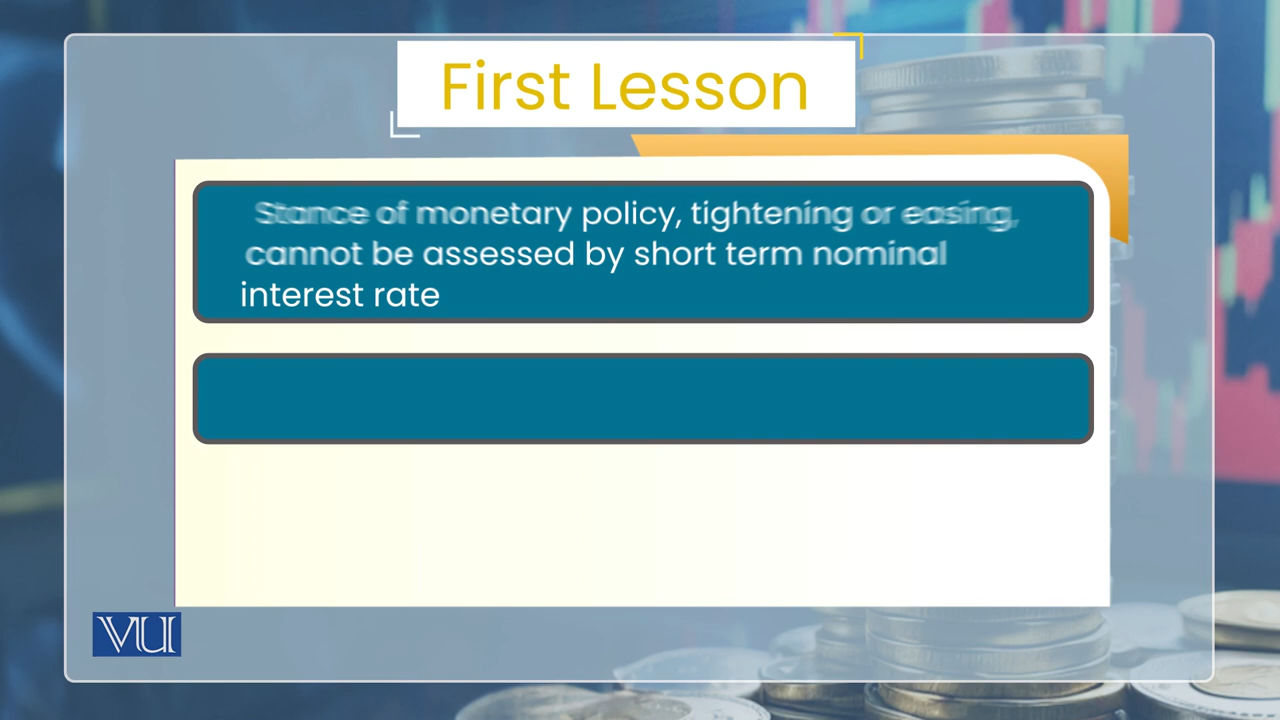 First Lesson
Stance of monetary policy, tightening or easing,
cannot be assessed by short term nominal
interest rate
VU